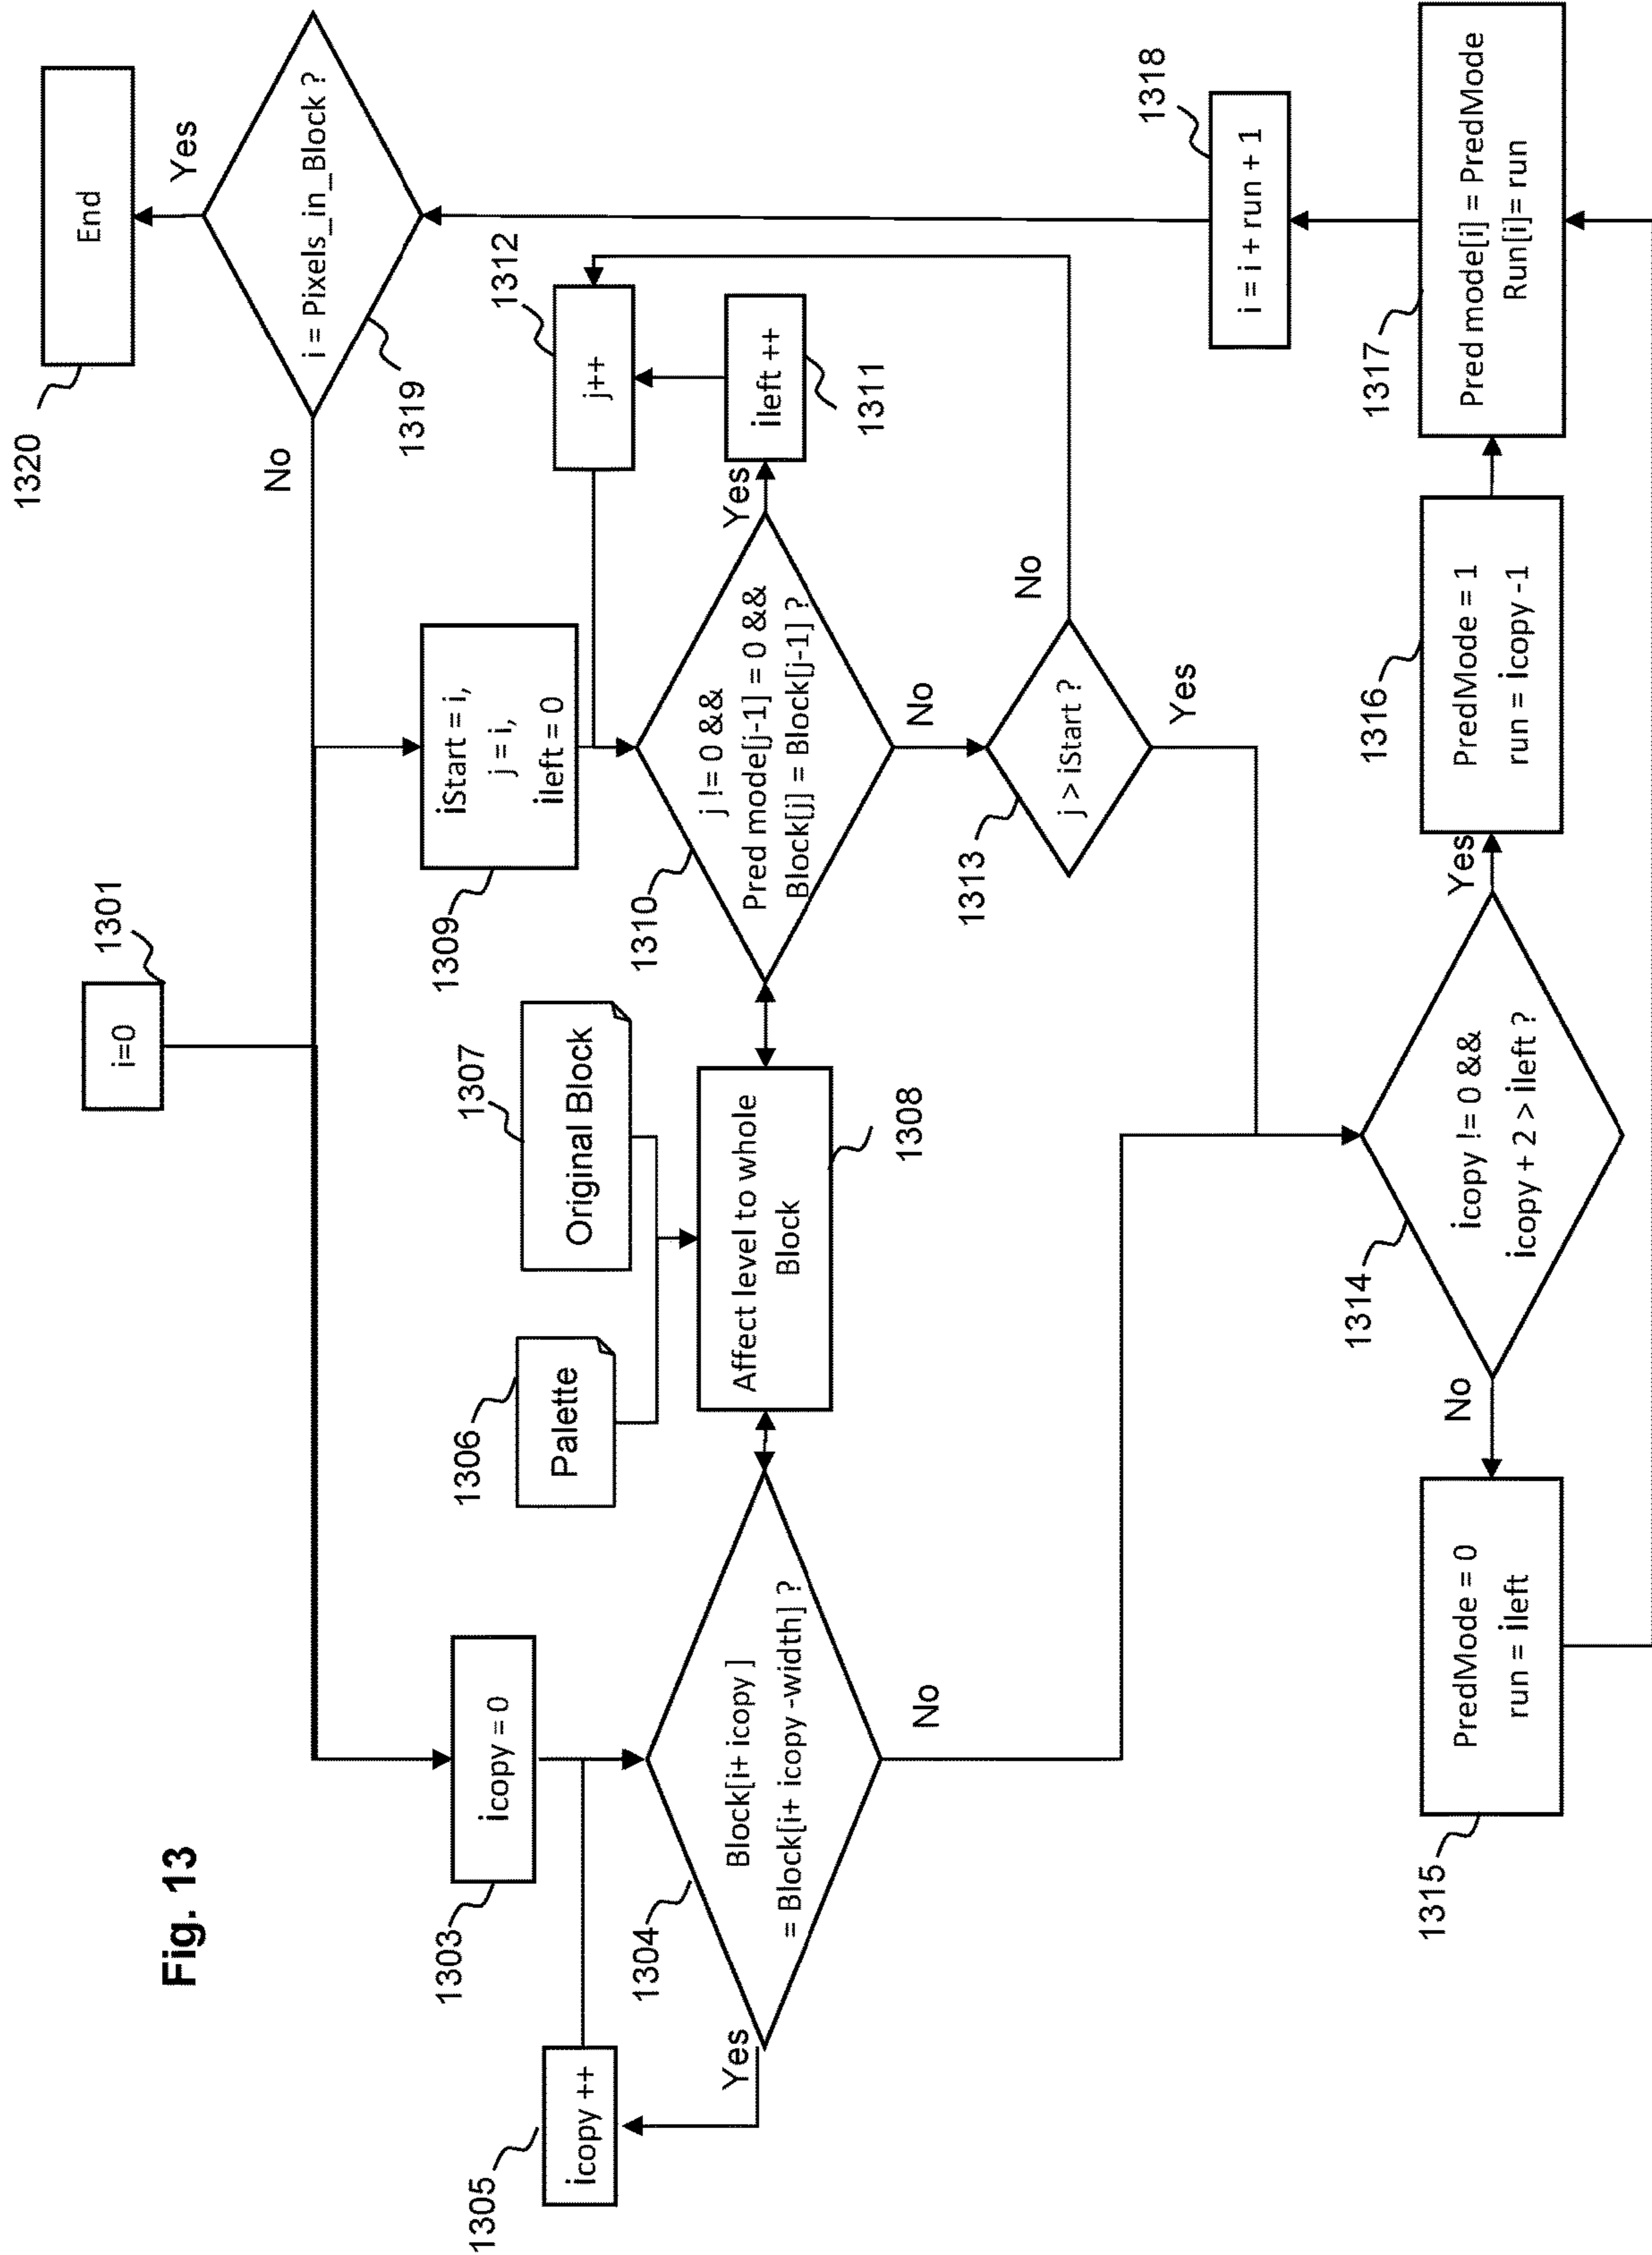 Fig. 13
i=0
1301
icopy = 0
1303
Block[i+ icopy ]
= Block[i+ icopy -width] ?
1304
Yes
No
icopy ++
1305
Palette
1306
Original Block
1307
Affect level to whole
Block
1308
iStart = i,
j = i,
ileft = 0
1309
j != 0 &&
Pred mode[j-1] = 0 &&
Block[j] = Block[j-1] ?
1310
Yes
No
ileft ++
1311
j++
1312
j > iStart ?
1313
No
Yes
icopy != 0 &&
icopy + 2 > ileft ?
1314
No
Yes
PredMode = 0
run = ileft
1315
PredMode = 1
run = icopy -1
1316
Pred mode[i] = PredMode
Run[i]= run
1317
i = i + run + 1
1318
i = Pixels_in_Block ?
1319
No
Yes
End
1320